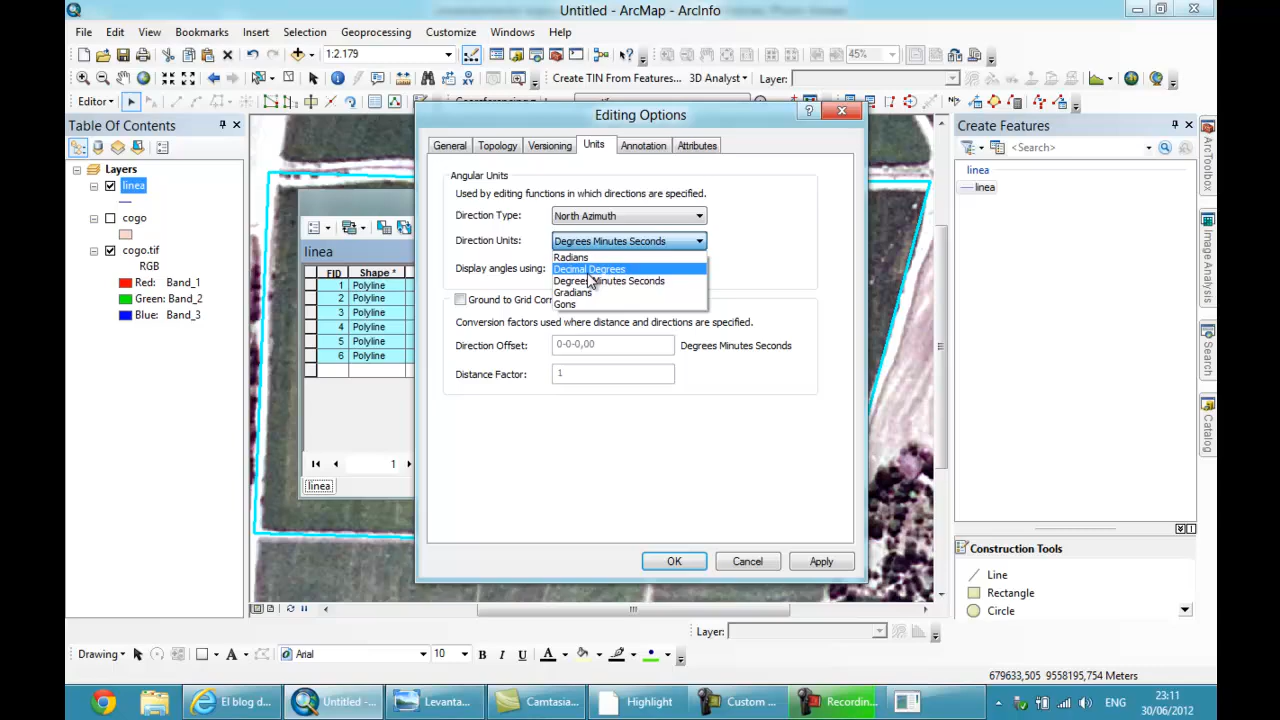 Untitled - ArcMap - ArcInfo
File Edit View Bookmarks Insert Selection Geoprocessing Customize Windows Help
1:2.179
45%
Create TIN From Features... 3D Analyst Layer:
Editor
Table Of Contents
Layers
linea
cogo
cogo.tif
RGB
Red: Band_1
Green: Band_2
Blue: Band_3
linea
FID Shape *
1 Polyline
2 Polyline
3 Polyline
4 Polyline
5 Polyline
6 Polyline
1
linea
Editing Options
General Topology Versioning Units Annotation Attributes
Angular Units
Used by editing functions in which directions are specified.
Direction Type: North Azimuth
Direction Units: Degrees Minutes Seconds
Radians
Display angles using: Decimal Degrees
Degrees Minutes Seconds
Gradians
Ground to Grid Corr
Gons
Conversion factors used where distance and directions are specified.
Direction Offset: 0-0-0,00 Degrees Minutes Seconds
Distance Factor: 1
OK Cancel Apply
Create Features
<Search>
linea
linea
Construction Tools
Line
Rectangle
Circle
ArcToolbox
Image Analysis
Search
Catalog
Layer:
Drawing A Arial 10 B I U A
679633,505 9558195,754 Meters
El blog d Untitled -... Levanta... Camtasia... Highlight Custom ... Recordin... ENG 23:11
30/06/2012